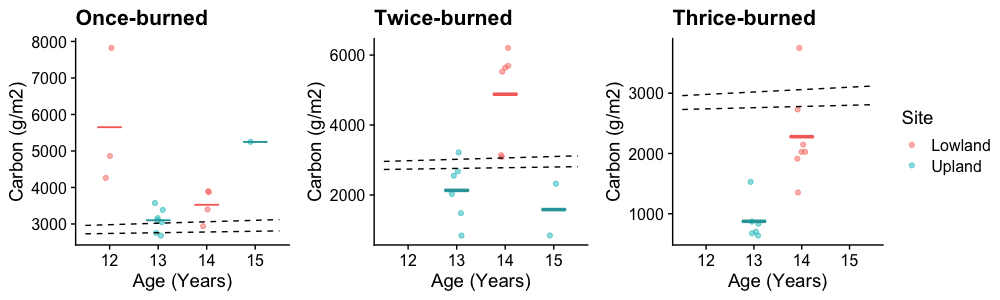 Once-burned
8000
7000
6000
5000
4000
3000
Carbon (g/m2)
12 13 14 15
Age (Years)
Twice-burned
6000
4000
2000
Carbon (g/m2)
12 13 14 15
Age (Years)
Thrice-burned
3000
2000
1000
Carbon (g/m2)
12 13 14 15
Age (Years)
Site
Lowland
Upland